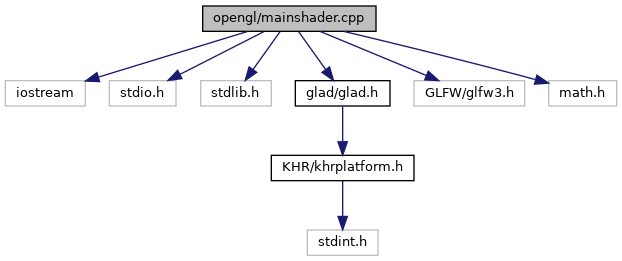 opengl/mainshader.cpp
iostream
stdio.h
stdlib.h
glad/glad.h
GLFW/glfw3.h
math.h
KHR/khrplatform.h
stdint.h